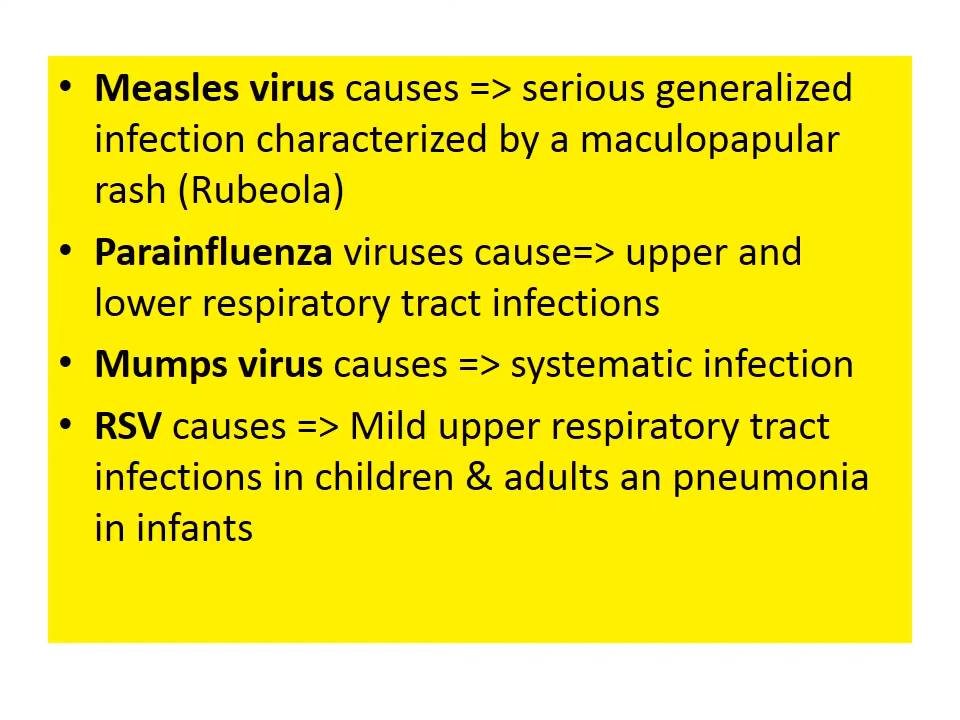 • Measles virus causes => serious generalized
infection characterized by a maculopapular
rash (Rubeola)
• Parainfluenza viruses cause=> upper and
lower respiratory tract infections
• Mumps virus causes => systematic infection
• RSV causes => Mild upper respiratory tract
infections in children & adults an pneumonia
in infants